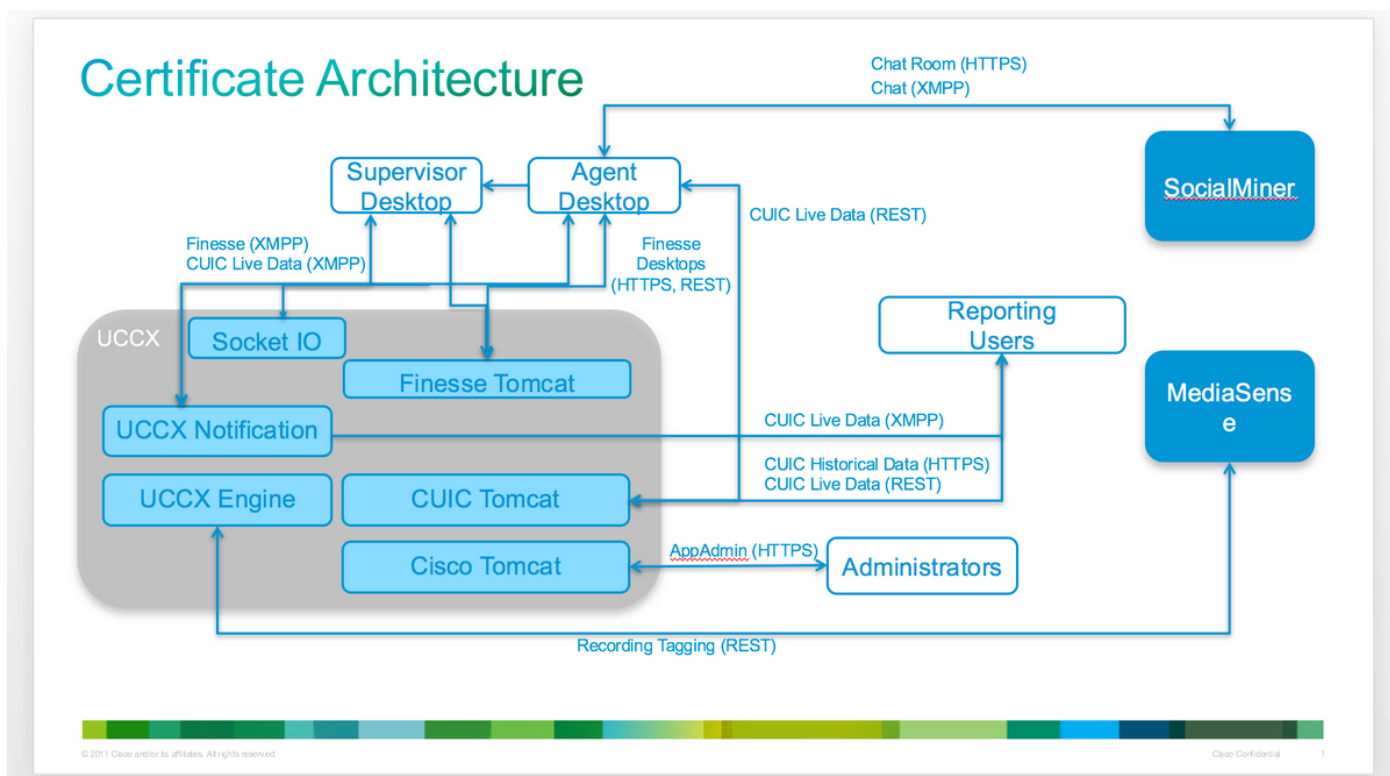 Certificate Architecture
Chat Room (HTTPS)
Chat (XMPP)
Supervisor
Desktop
Agent
Desktop
SocialMiner
CUIC Live Data (REST)
Finesse (XMPP)
CUIC Live Data (XMPP)
Finesse
Desktops
(HTTPS, REST)
UCCX
Socket IO
Reporting
Users
Finesse Tomcat
MediaSens
e
UCCX Notification
CUIC Live Data (XMPP)
CUIC Historical Data (HTTPS)
CUIC Live Data (REST)
UCCX Engine
CUIC Tomcat
Cisco Tomcat
AppAdmin (HTTPS)
Administrators
Recording Tagging (REST)
© 2011 Cisco and/or its affiliates. All rights reserved.
Cisco Confidential
1